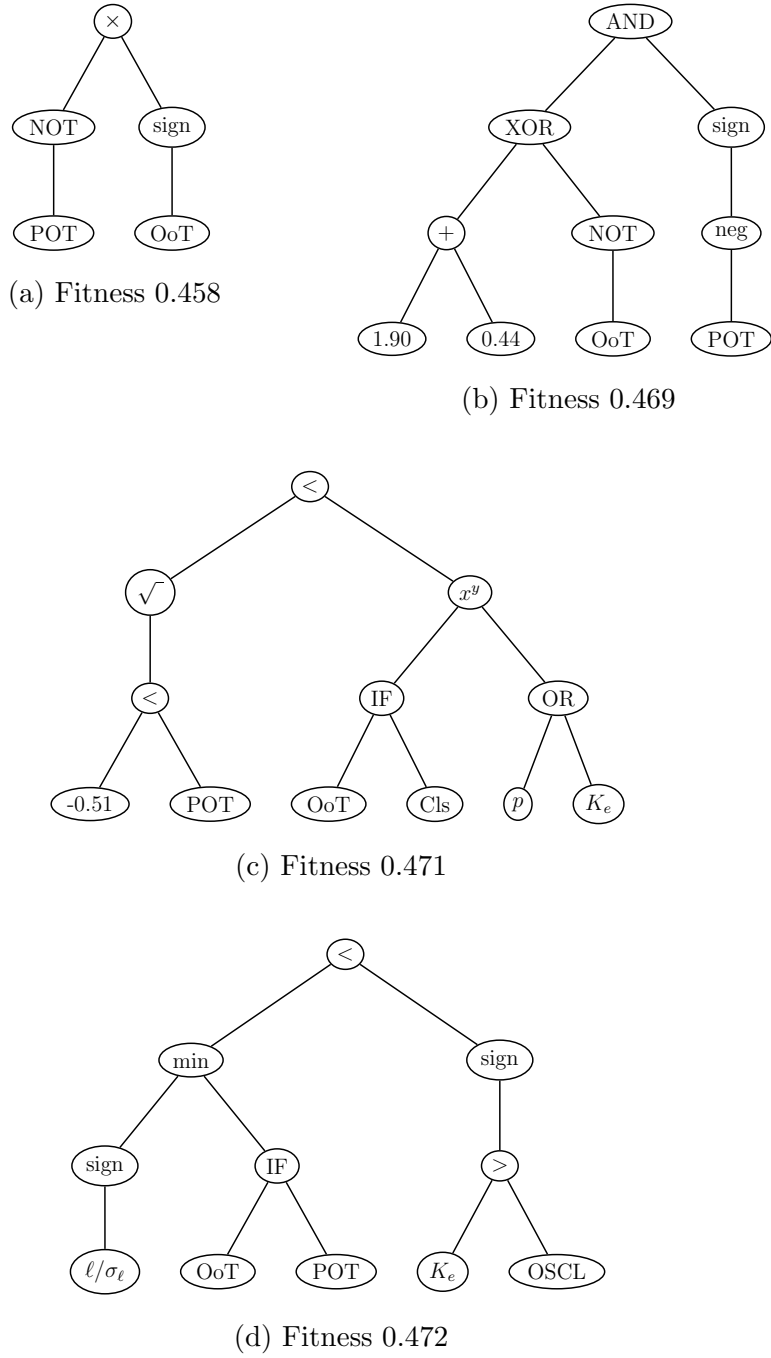 ×
NOT sign
POT OoT
(a) Fitness 0.458
AND
XOR sign
+ NOT neg
1.90 0.44 OoT POT
(b) Fitness 0.469
<
√ x^y
< IF OR
-0.51 POT OoT Cls p K_e
(c) Fitness 0.471
<
min sign
sign IF >
ℓ/σ_ℓ OoT POT K_e OSCL
(d) Fitness 0.472